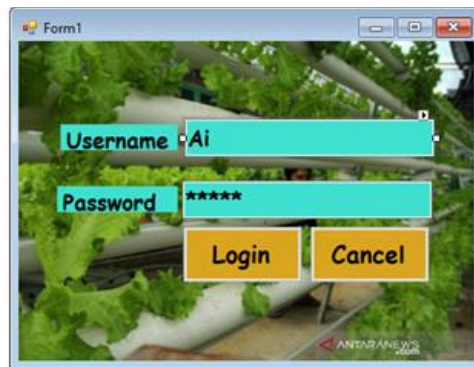 Form1
Username Ai
Password *****
Login Cancel
ANTARANEWS
.com